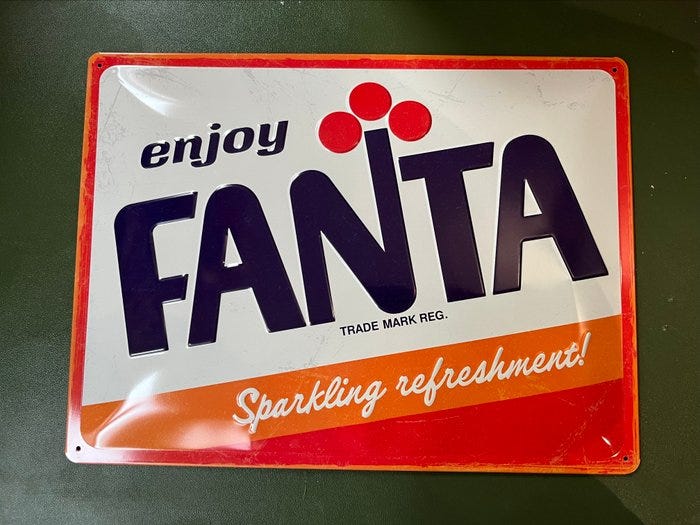 enjoy
FANTA
TRADE MARK REG.
Sparkling refreshment!